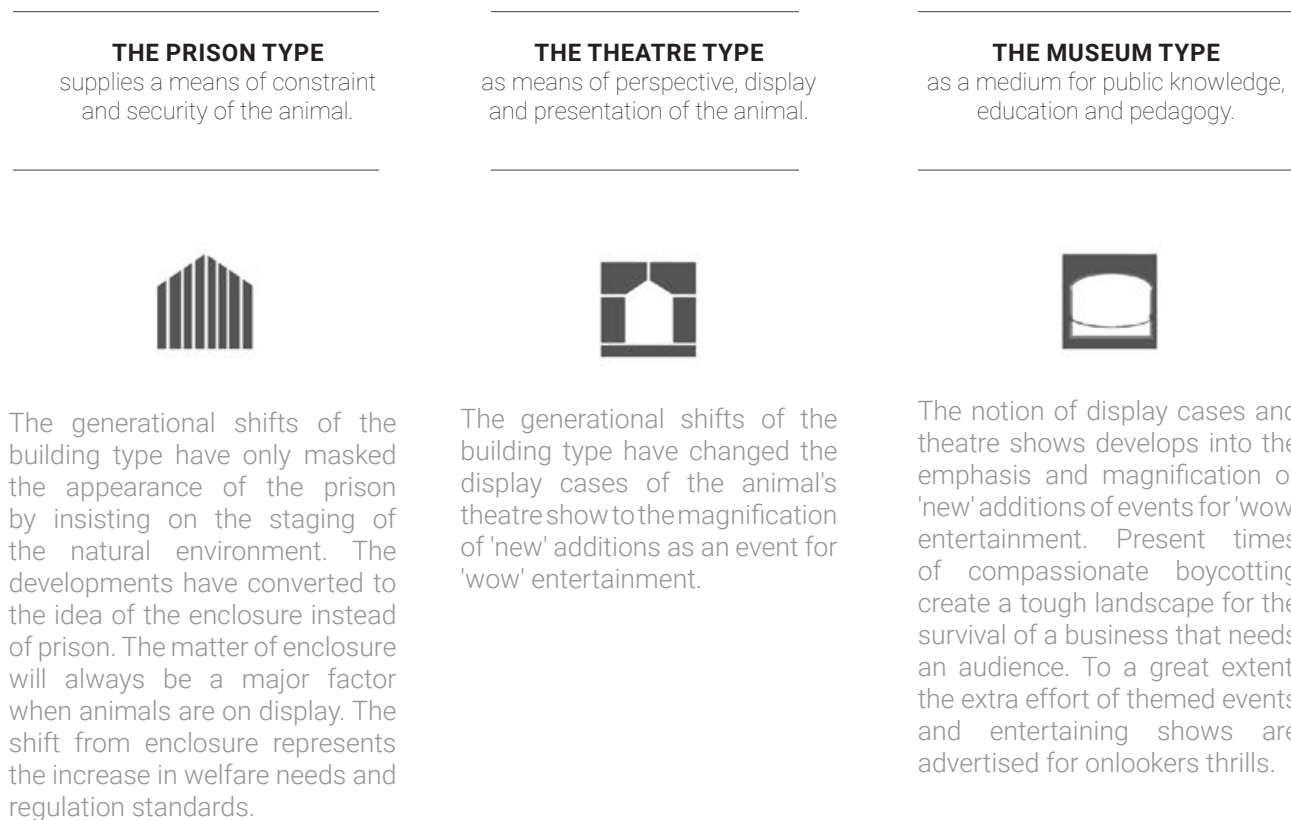 THE PRISON TYPE
supplies a means of constraint
and security of the animal.
The generational shifts of the
building type have only masked
the appearance of the prison
by insisting on the staging of
the natural environment. The
developments have converted to
the idea of the enclosure instead
of prison. The matter of enclosure
will always be a major factor
when animals are on display. The
shift from enclosure represents
the increase in welfare needs and
regulation standards.
THE THEATRE TYPE
as means of perspective, display
and presentation of the animal.
The generational shifts of the
building type have changed the
display cases of the animal's
theatre show to the magnification
of 'new' additions as an event for
'wow' entertainment.
THE MUSEUM TYPE
as a medium for public knowledge,
education and pedagogy.
The notion of display cases and
theatre shows develops into the
emphasis and magnification of
'new' additions of events for 'wow'
entertainment. Present times
of compassionate boycotting
create a tough landscape for the
survival of a business that needs
an audience. To a great extent
the extra effort of themed events
and entertaining shows are
advertised for onlookers thrills.